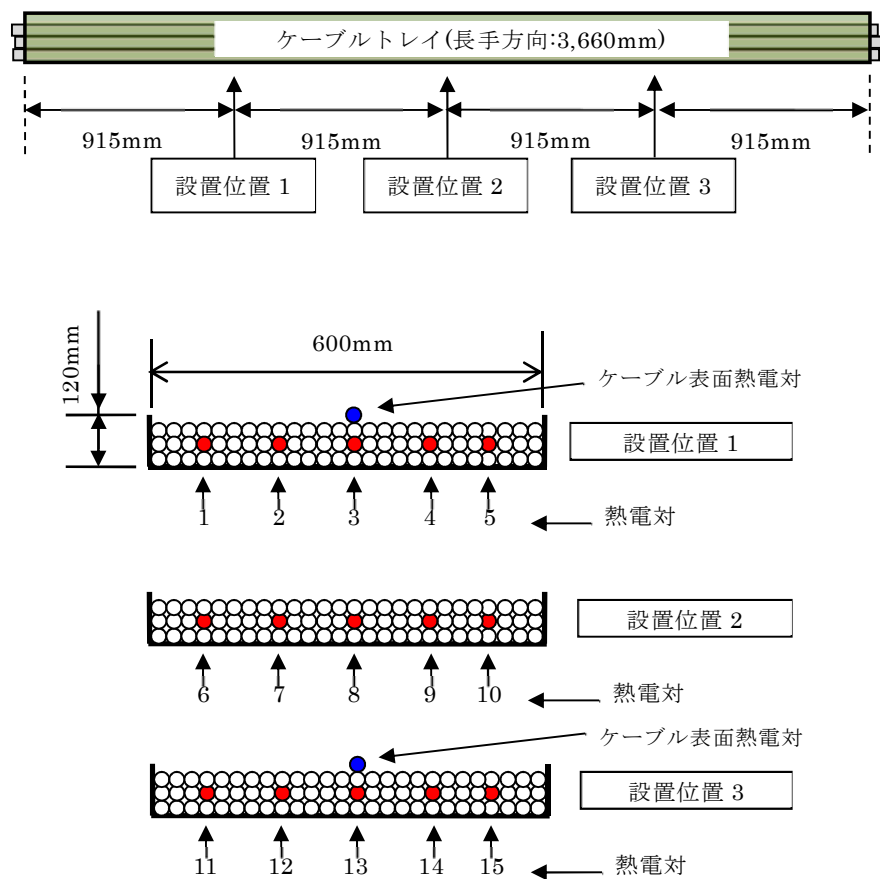 ケーブルトレイ(長手方向:3,660mm)
915mm 915mm 915mm 915mm
設置位置 1 設置位置 2 設置位置 3
120mm
600mm
ケーブル表面熱電対
設置位置 1
1 2 3 4 5
熱電対
設置位置 2
6 7 8 9 10
熱電対
ケーブル表面熱電対
設置位置 3
11 12 13 14 15
熱電対